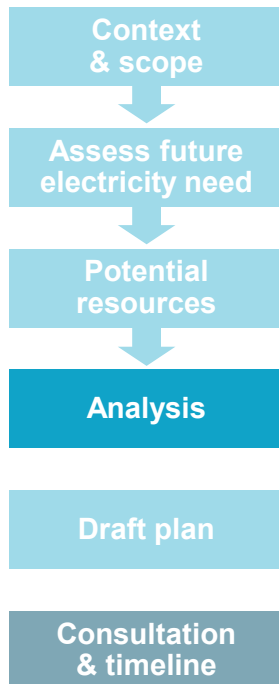 Context
& scope
Assess future
electricity need
Potential
resources
Analysis
Draft plan
Consultation
& timeline